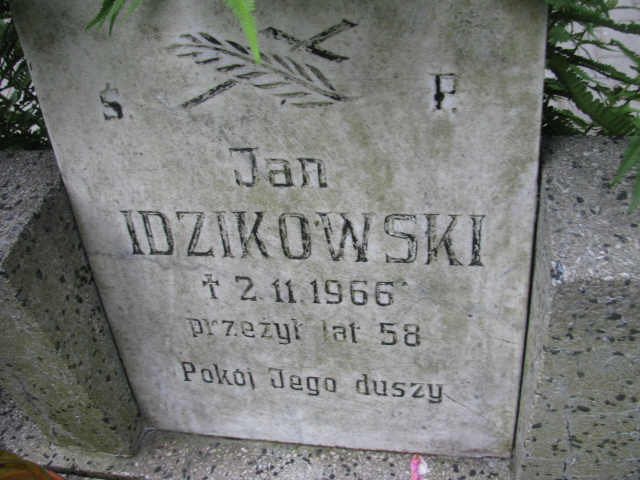 Ś P.
Jan
IDZIKOWSKI
† 2.11.1966
przeżył lat 58
Pokój Jego duszy